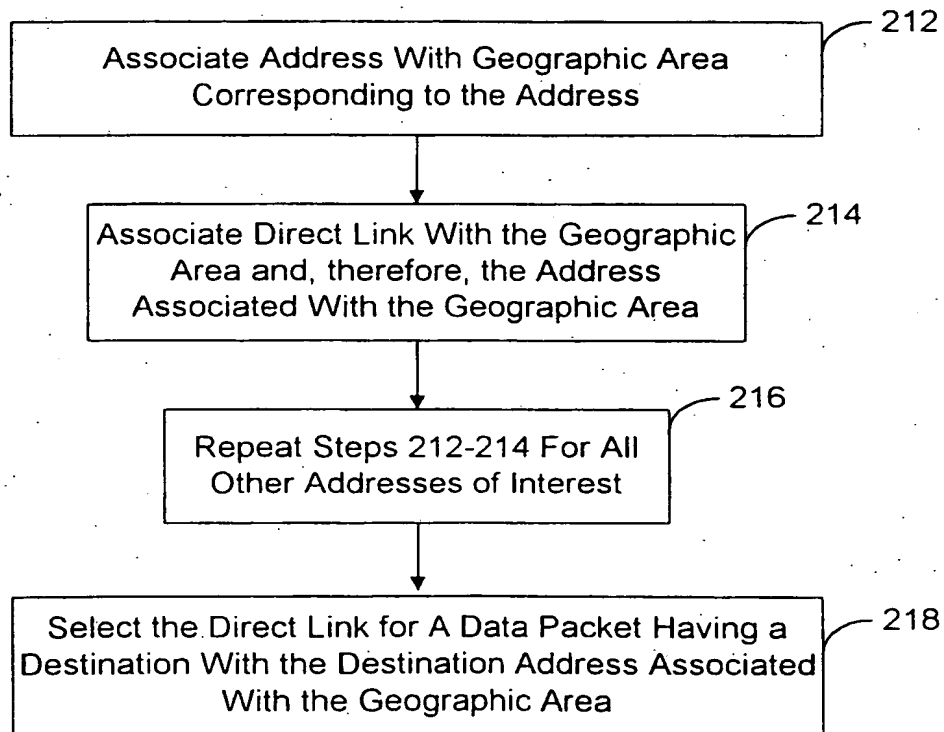 212
Associate Address With Geographic Area
Corresponding to the Address
214
Associate Direct Link With the Geographic
Area and, therefore, the Address
Associated With the Geographic Area
216
Repeat Steps 212-214 For All
Other Addresses of Interest
218
Select the Direct Link for A Data Packet Having a
Destination With the Destination Address Associated
With the Geographic Area